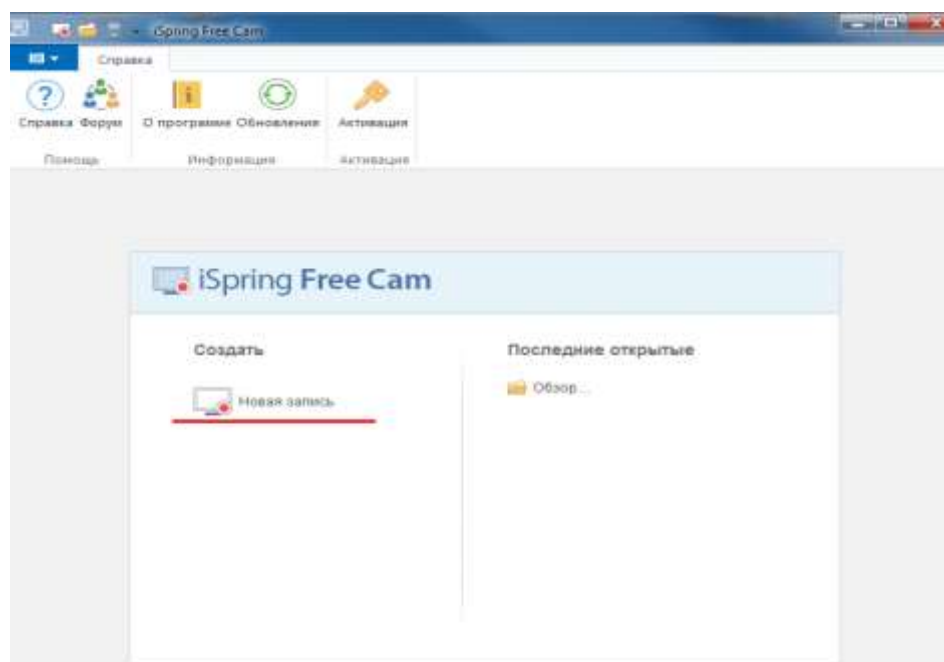 iSpring Free Cam
Справка
Справка Форум О программе Обновления Активация
Помощь Информация Активация
iSpring Free Cam
Создать Последние открытые
Новая запись Обзор...